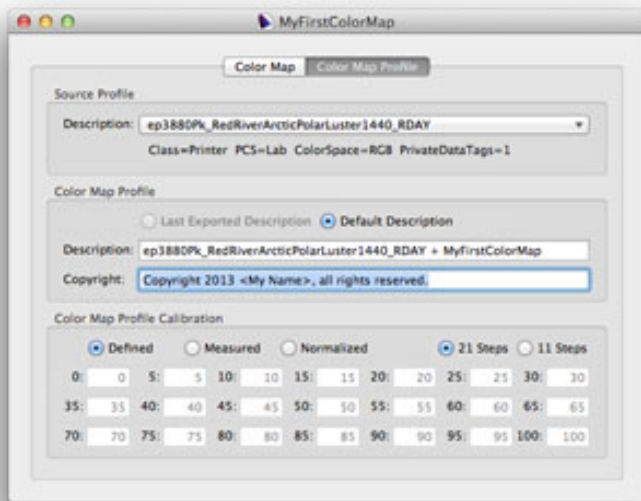 MyFirstColorMap
Color Map Color Map Profile
Source Profile
Description: ep3880Pk_RedRiverArcticPolarLuster1440_RDAY
Class=Printer PCS=Lab ColorSpace=RGB PrivateDataTags=1
Color Map Profile
Last Exported Description Default Description
Description: ep3880Pk_RedRiverArcticPolarLuster1440_RDAY + MyFirstColorMap
Copyright: Copyright 2013 <My Name>, all rights reserved.
Color Map Profile Calibration
Defined Measured Normalized 21 Steps 11 Steps
0: 0 5: 5 10: 10 15: 15 20: 20 25: 25 30: 30
35: 35 40: 40 45: 45 50: 50 55: 55 60: 60 65: 65
70: 70 75: 75 80: 80 85: 85 90: 90 95: 95 100: 100